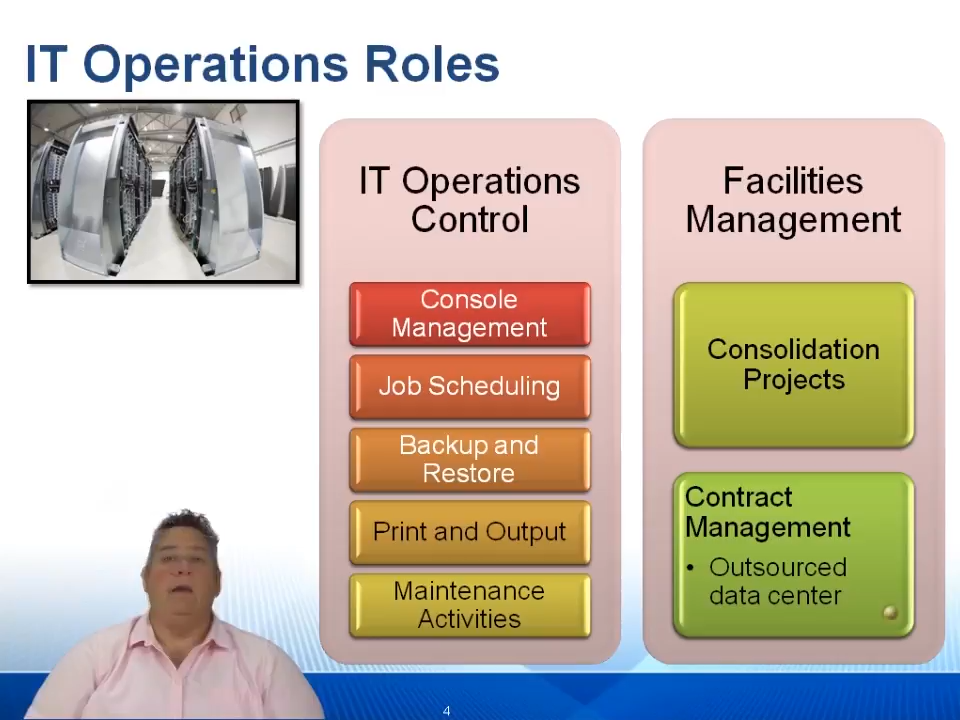 IT Operations Roles
IT Operations
Control
Console
Management
Job Scheduling
Backup and
Restore
Print and Output
Maintenance
Activities
Facilities
Management
Consolidation
Projects
Contract
Management
• Outsourced
data center
4